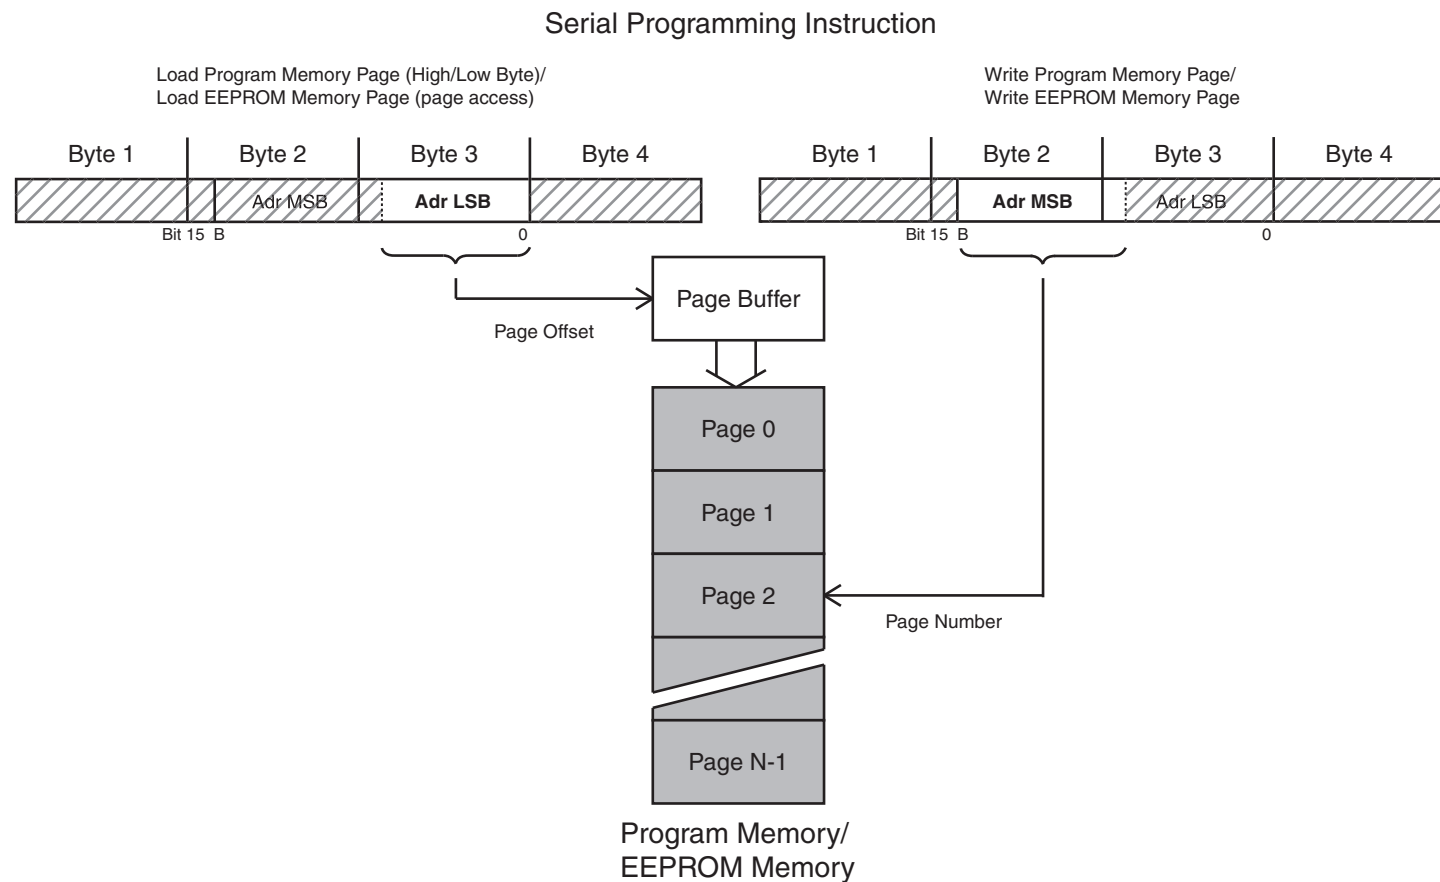 Serial Programming Instruction
Load Program Memory Page (High/Low Byte)/
Load EEPROM Memory Page (page access)
Write Program Memory Page/
Write EEPROM Memory Page
Byte 1 Byte 2 Byte 3 Byte 4
Adr MSB Adr LSB
Bit 15 B 0
Byte 1 Byte 2 Byte 3 Byte 4
Adr MSB Adr LSB
Bit 15 B 0
Page Buffer
Page Offset
Page 0
Page 1
Page 2
Page Number
Page N-1
Program Memory/
EEPROM Memory